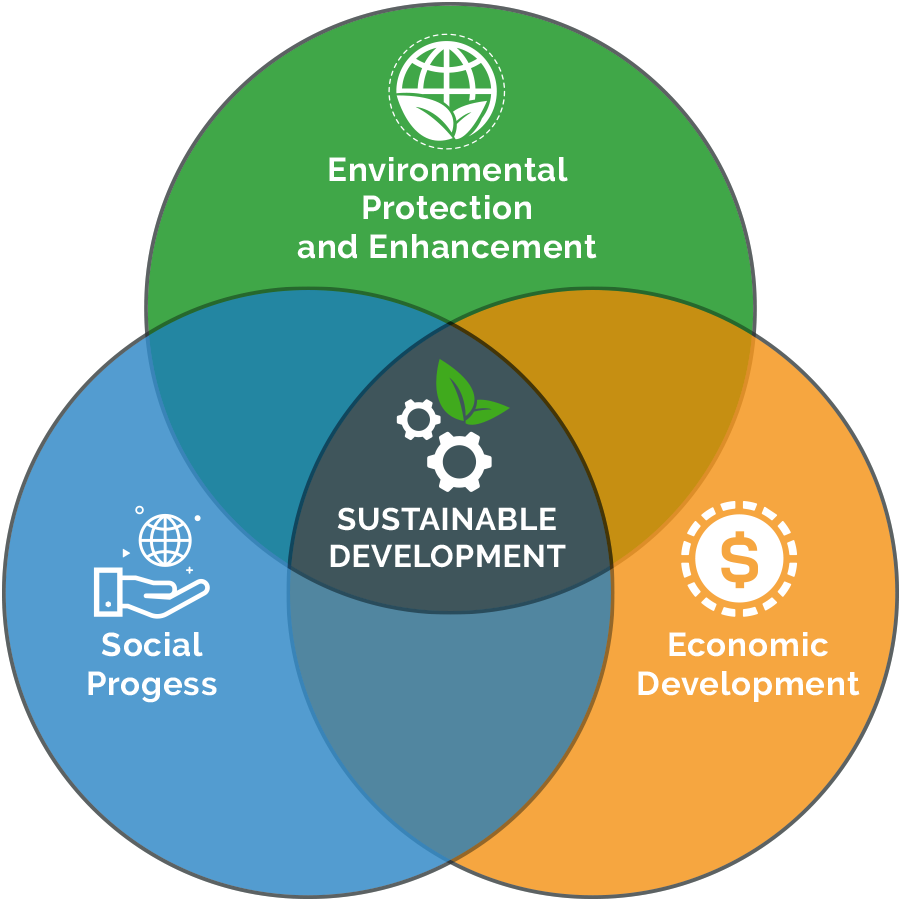 Environmental
Protection
and Enhancement
SUSTAINABLE
DEVELOPMENT
Social
Progess
Economic
Development